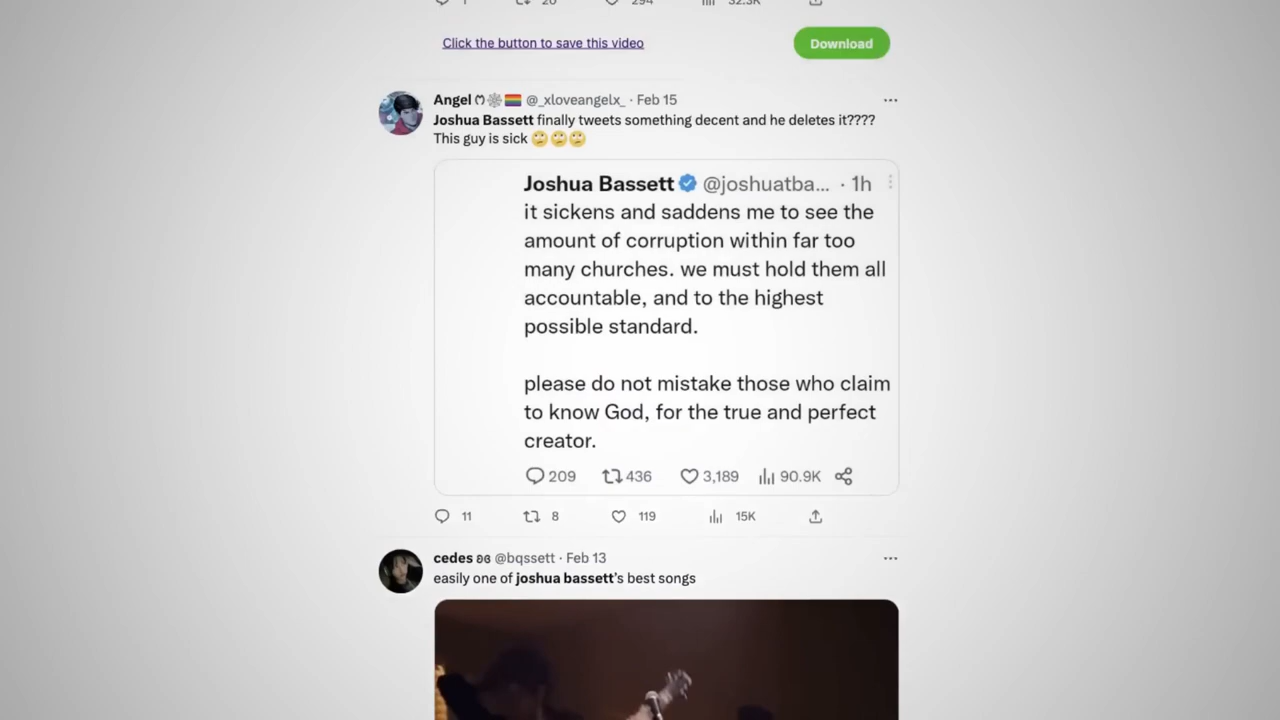 1 20 294 32.3K
Click the button to save this video
Download
Angel @_xloveangelx_ · Feb 15
Joshua Bassett finally tweets something decent and he deletes it????
This guy is sick 🙄🙄🙄
Joshua Bassett @joshuatba... · 1h
it sickens and saddens me to see the
amount of corruption within far too
many churches. we must hold them all
accountable, and to the highest
possible standard.
please do not mistake those who claim
to know God, for the true and perfect
creator.
209 436 3,189 90.9K
11 8 119 15K
cedes @bqssett · Feb 13
easily one of joshua bassett's best songs